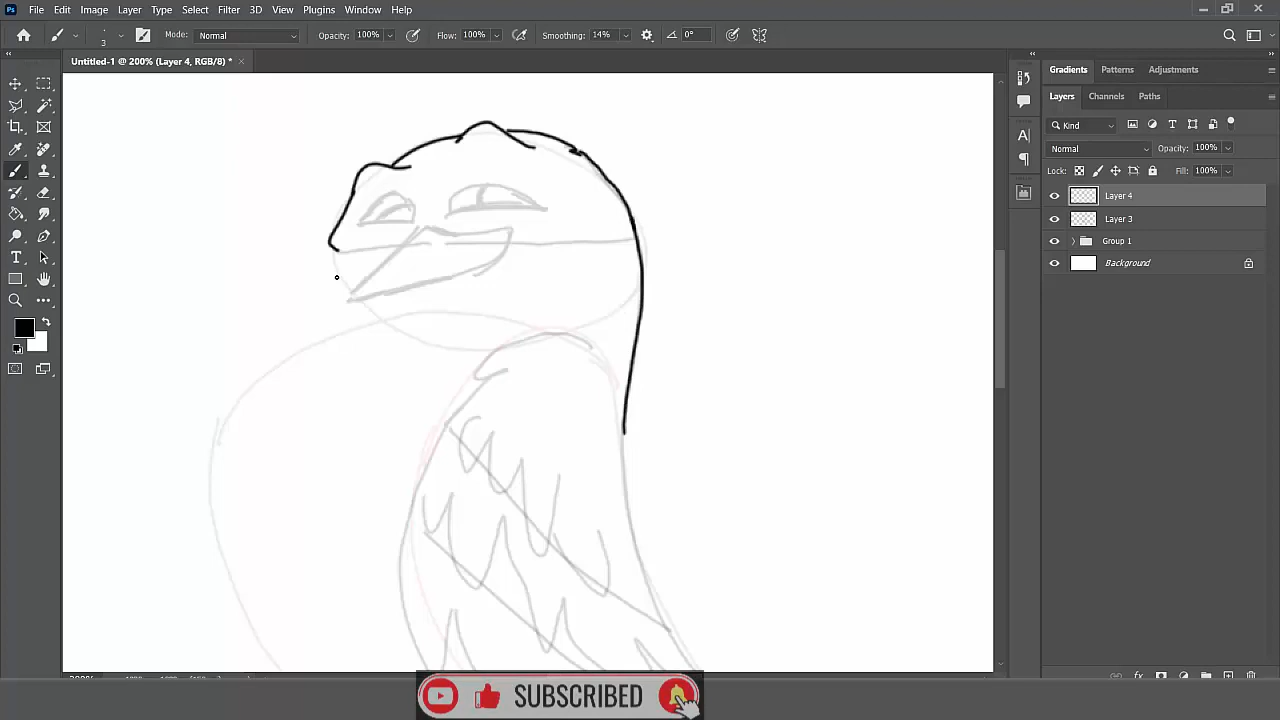 Ps File Edit Image Layer Type Select Filter 3D View Plugins Window Help
3 Mode: Normal Opacity: 100% Flow: 100% Smoothing: 14% 0°
Untitled-1 @ 200% (Layer 4, RGB/8) *
Gradients Patterns Adjustments
Layers Channels Paths
Kind
Normal Opacity: 100%
Lock: Fill: 100%
Layer 4
Layer 3
Group 1
Background
SUBSCRIBED